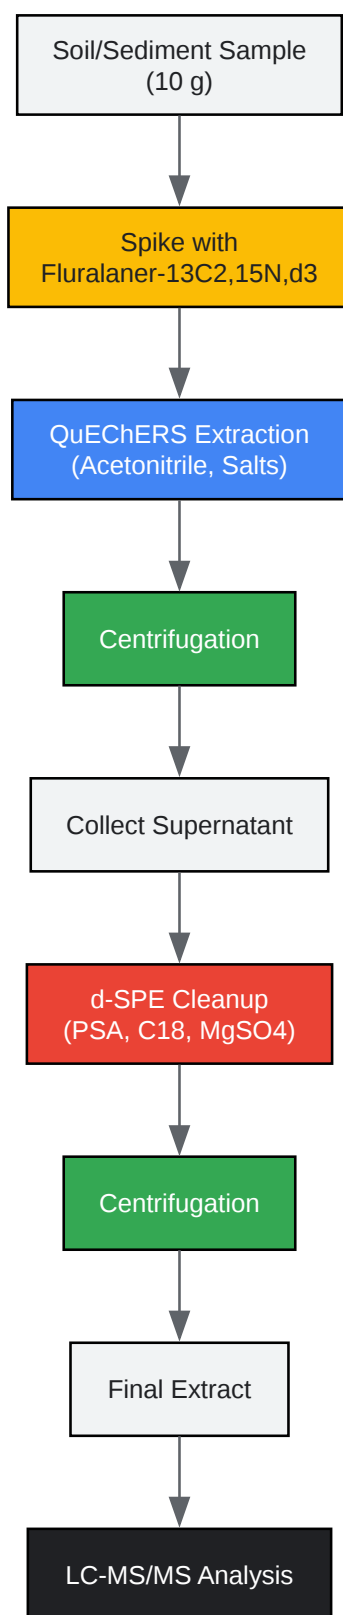 Soil/Sediment Sample
(10 g)
Spike with
Fluralaner-13C2,15N,d3
QuEChERS Extraction
(Acetonitrile, Salts)
Centrifugation
Collect Supernatant
d-SPE Cleanup
(PSA, C18, MgSO4)
Centrifugation
Final Extract
LC-MS/MS Analysis